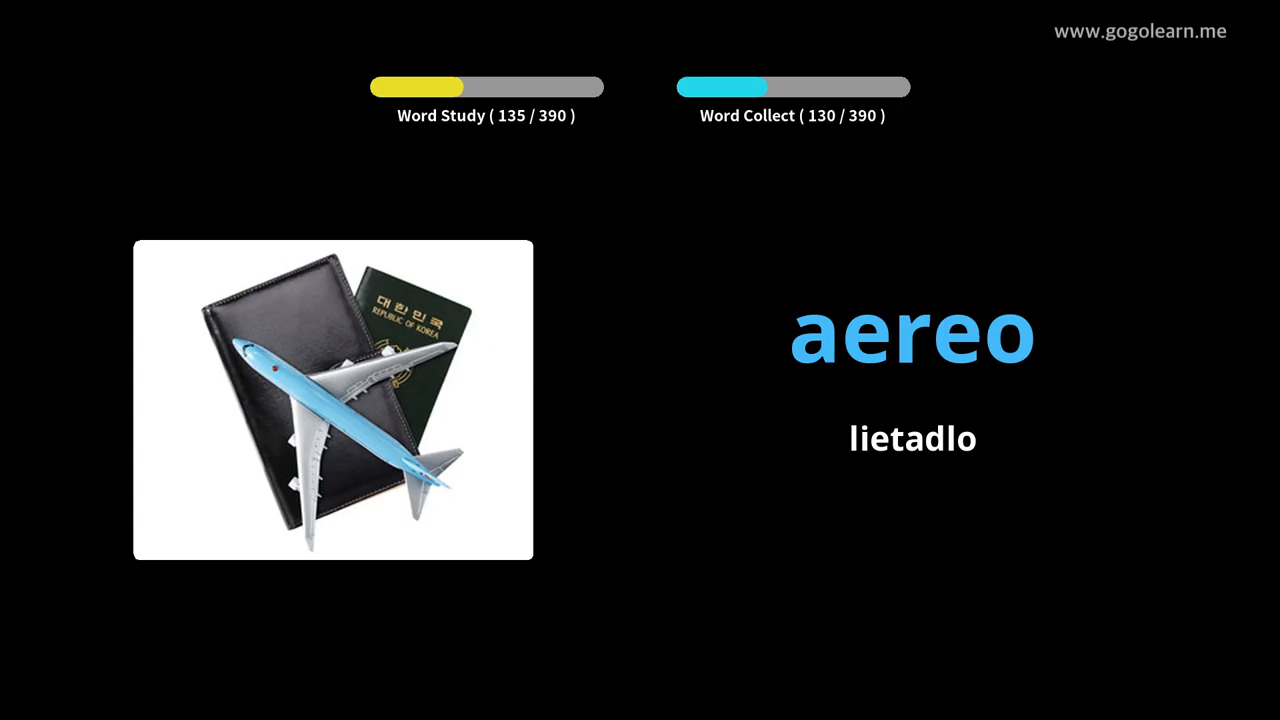 www.gogolearn.me
Word Study ( 135 / 390 )
Word Collect ( 130 / 390 )
대한민국
REPUBLIC OF KOREA
aereo
lietadlo